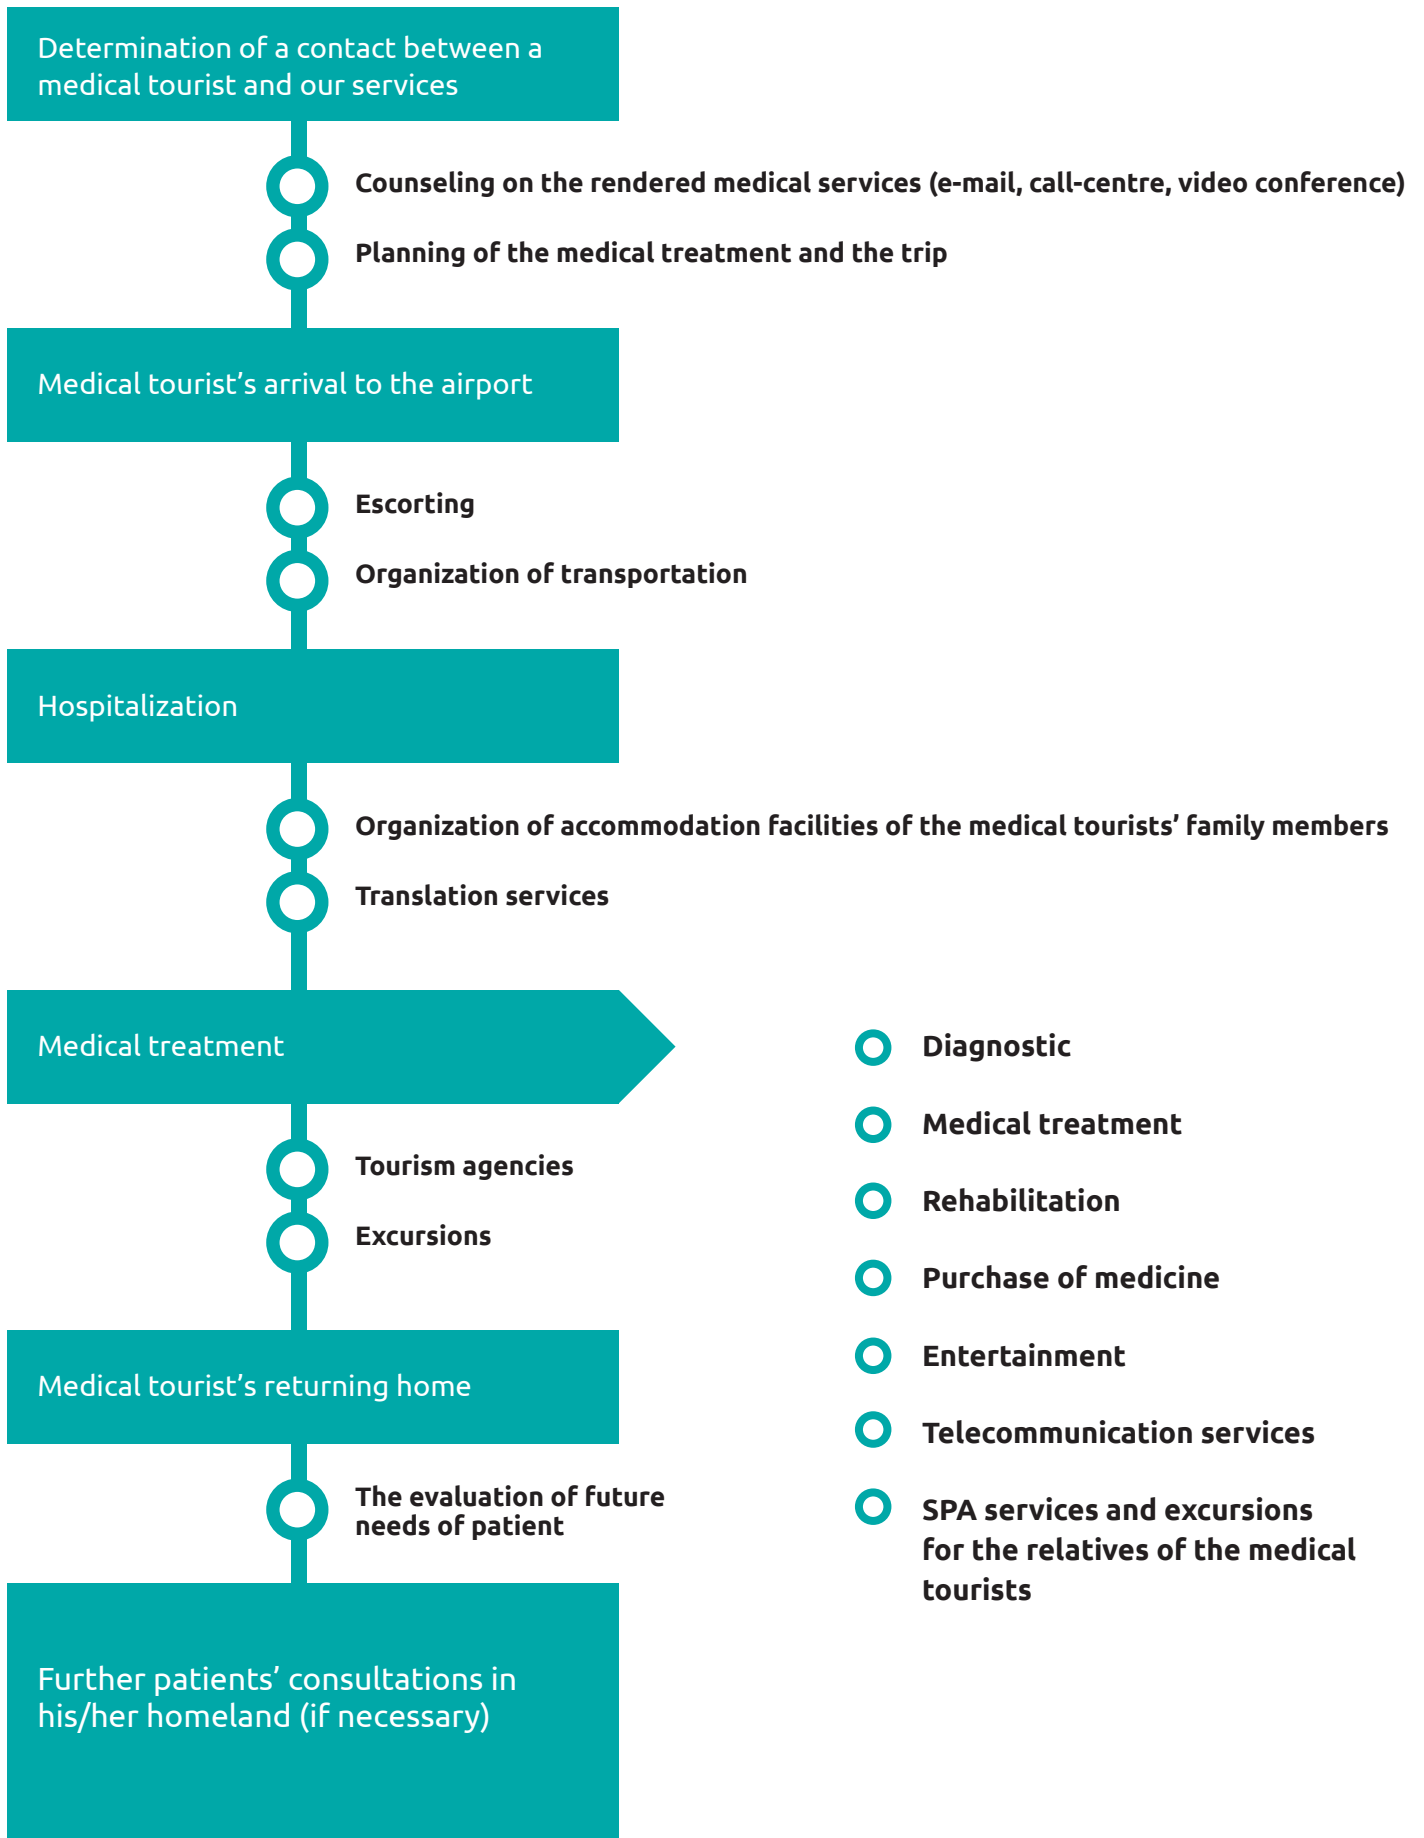 Determination of a contact between a
medical tourist and our services
Counseling on the rendered medical services (e-mail, call-centre, video conference)
Planning of the medical treatment and the trip
Medical tourist’s arrival to the airport
Escorting
Organization of transportation
Hospitalization
Organization of accommodation facilities of the medical tourists’ family members
Translation services
Medical treatment
Tourism agencies
Excursions
Medical tourist’s returning home
The evaluation of future
needs of patient
Further patients’ consultations in
his/her homeland (if necessary)
Diagnostic
Medical treatment
Rehabilitation
Purchase of medicine
Entertainment
Telecommunication services
SPA services and excursions
for the relatives of the medical
tourists